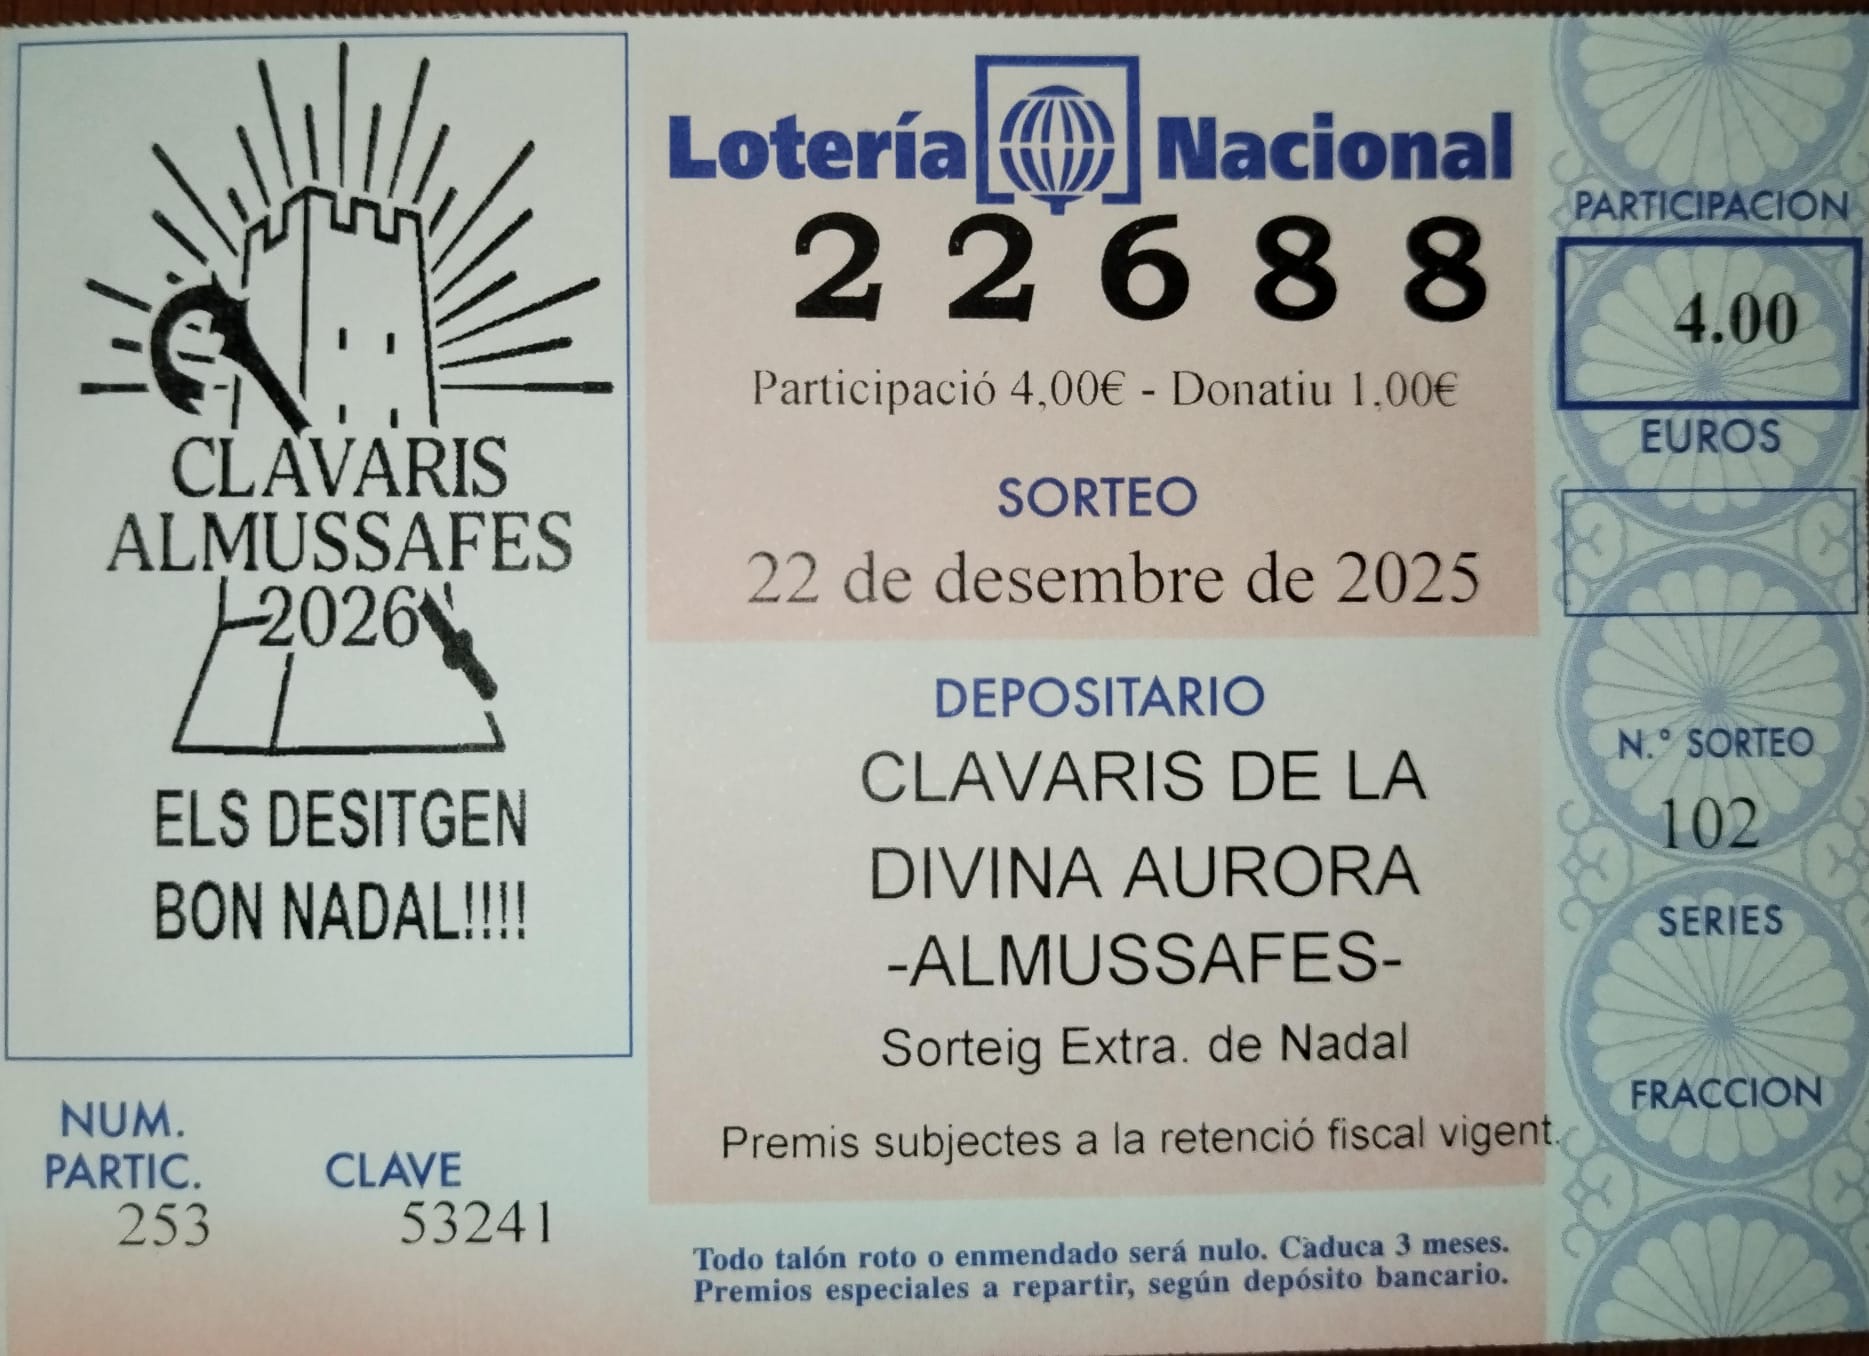 CLAVARIS
ALMUSSAFES
2026
ELS DESITGEN
BON NADAL!!!!
NUM.
PARTIC.
253
CLAVE
53241
Lotería Nacional
22688
Participació 4,00€ - Donatiu 1,00€
SORTEO
22 de desembre de 2025
DEPOSITARIO
CLAVARIS DE LA
DIVINA AURORA
-ALMUSSAFES-
Sorteig Extra. de Nadal
Premis subjectes a la retenció fiscal vigent.
Todo talón roto o enmendado será nulo. Caduca 3 meses.
Premios especiales a repartir, según depósito bancario.
PARTICIPACION
4.00
EUROS
N.° SORTEO
102
SERIES
FRACCION